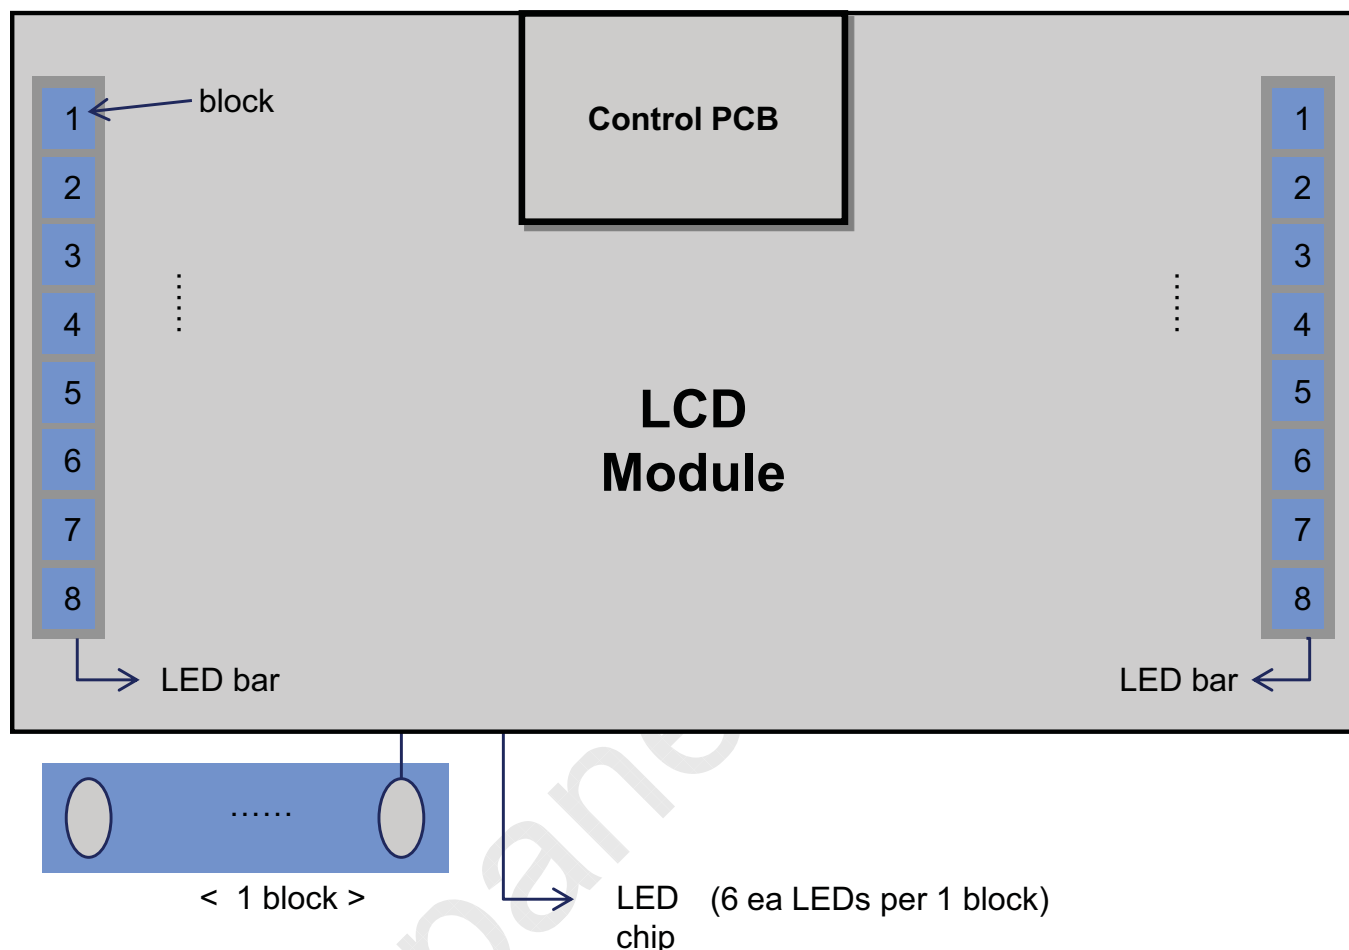 Control PCB
block
1
2
3
4
5
6
7
8
1
2
3
4
5
6
7
8
......
......
LCD
Module
LED bar
LED bar
......
< 1 block >
LED (6 ea LEDs per 1 block)
chip
pane